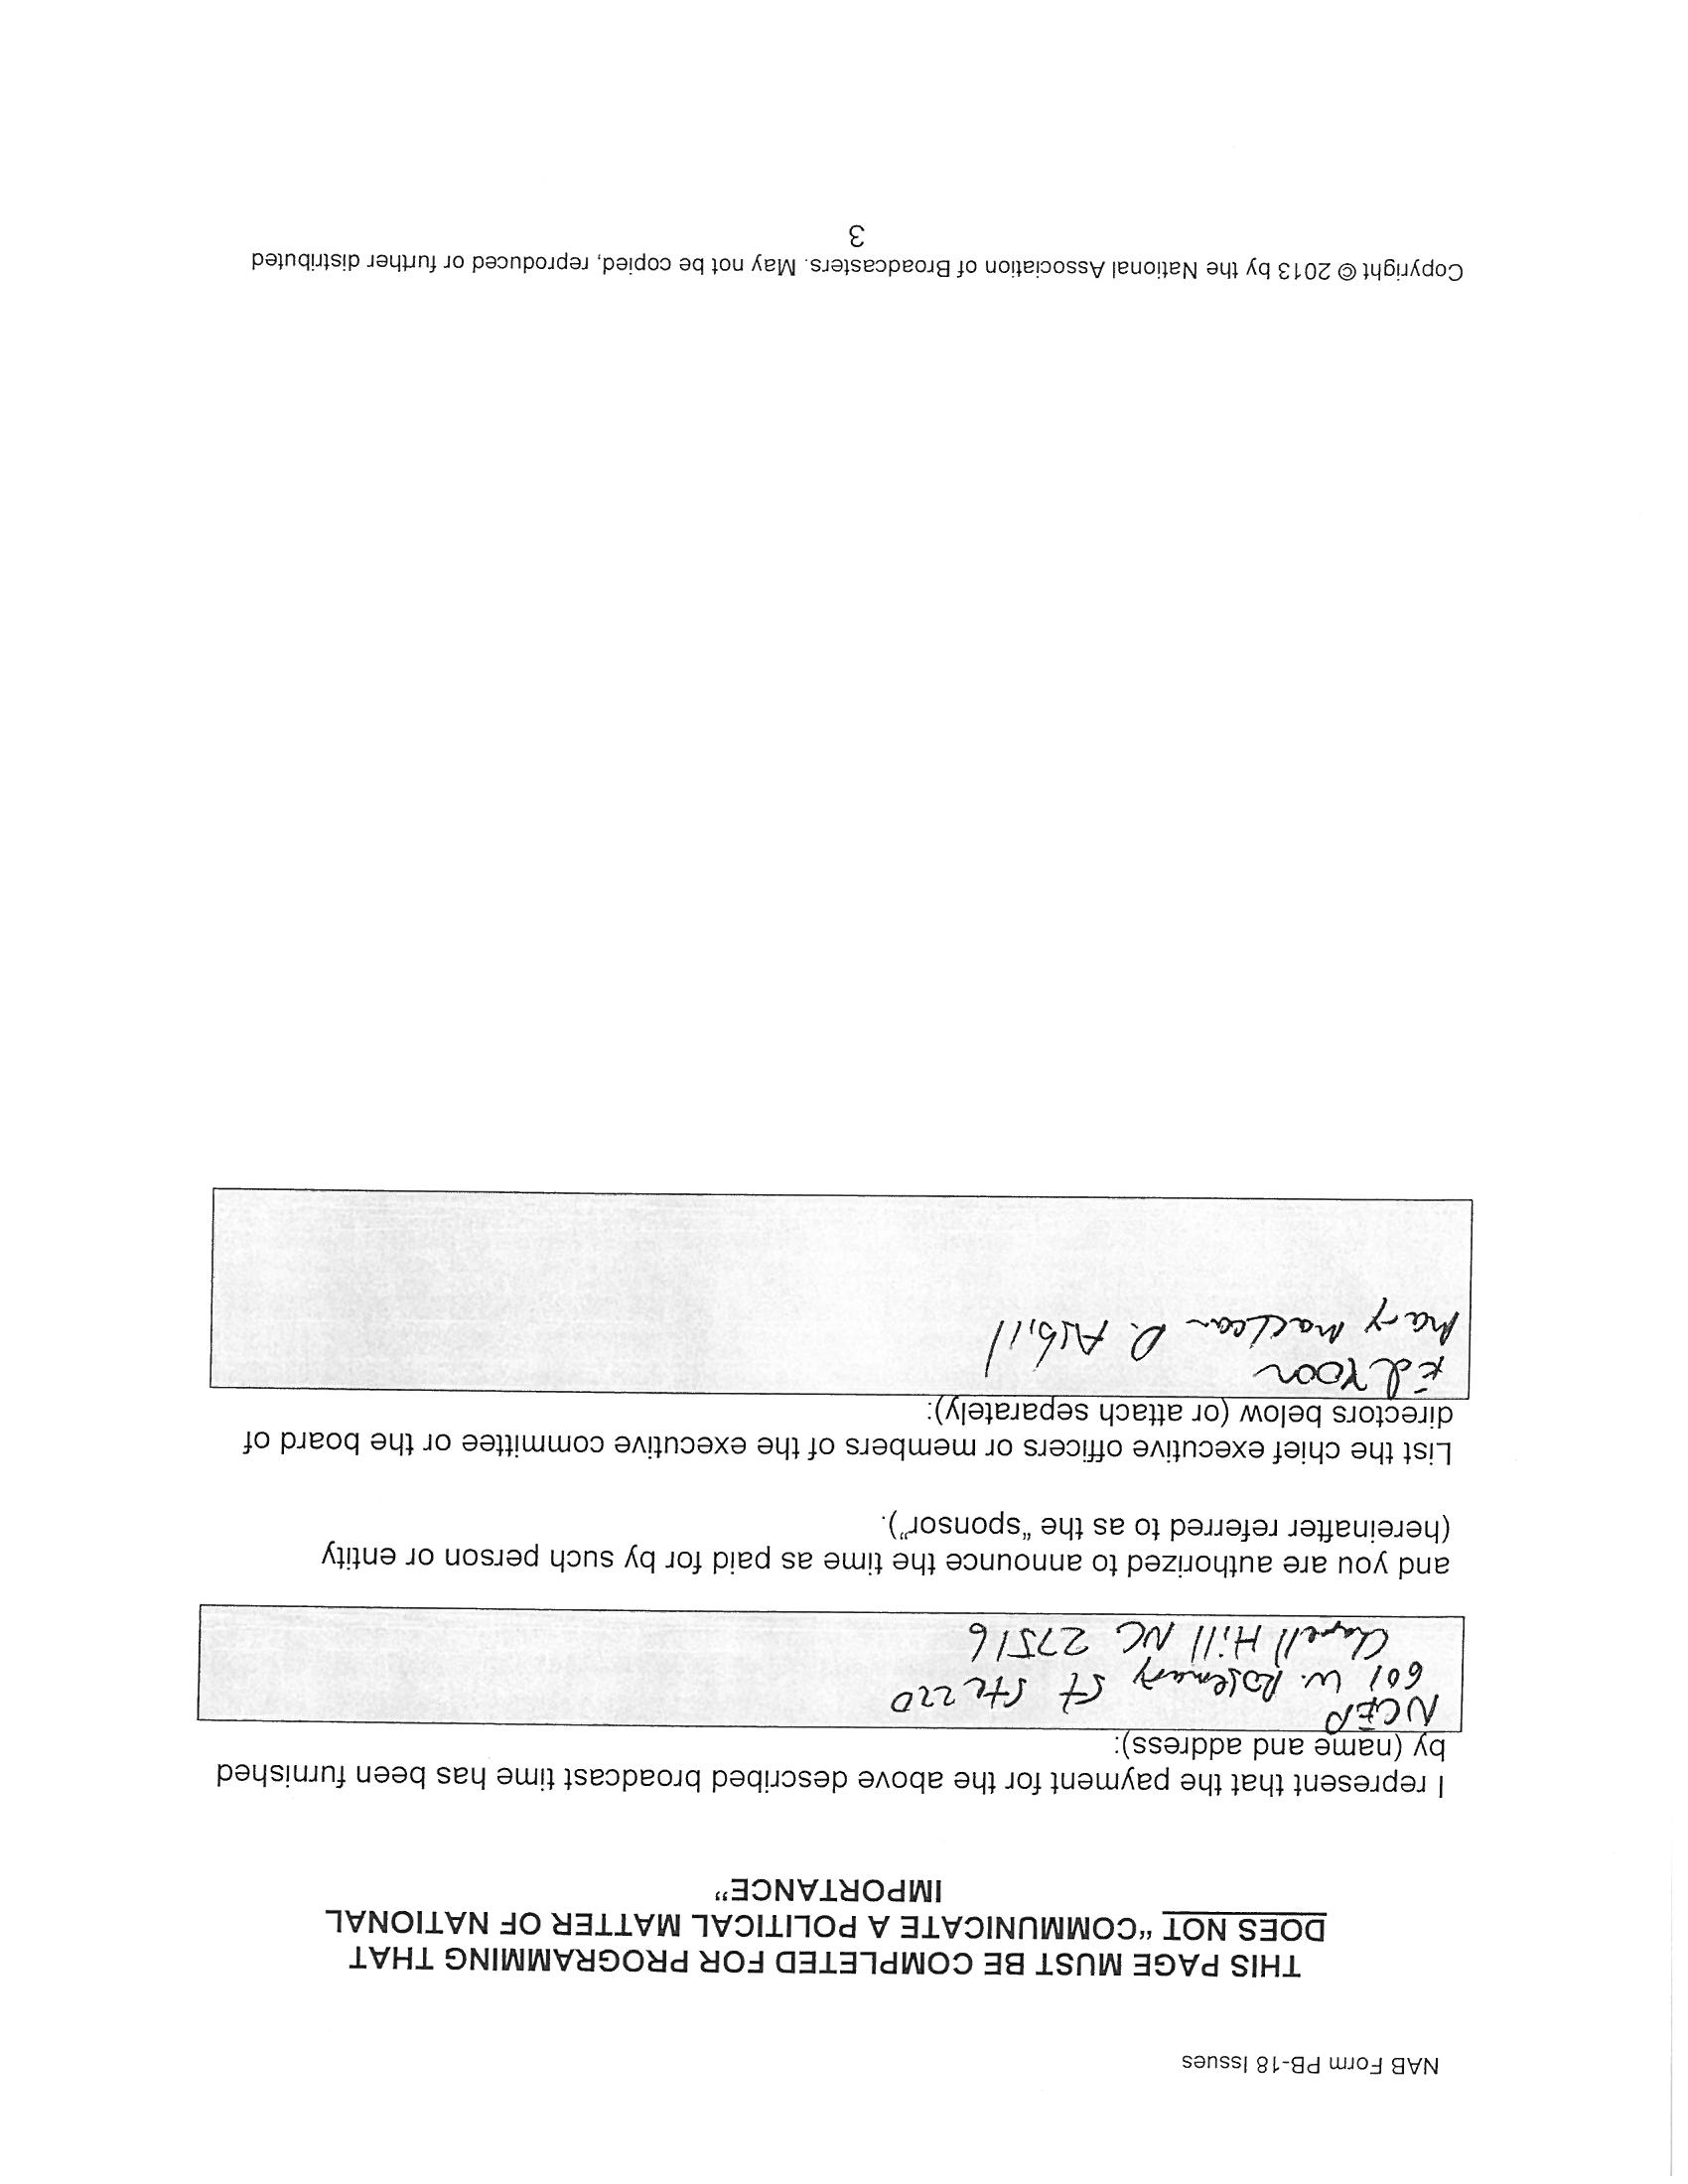 NAB Form PB-18 Issues
THIS PAGE MUST BE COMPLETED FOR PROGRAMMING THAT
DOES NOT "COMMUNICATE A POLITICAL MATTER OF NATIONAL
IMPORTANCE"
I represent that the payment for the above described broadcast time has been furnished
by (name and address):
NCEP
601 W. Rosemary St Ste 220
Chapell Hill NC 27516
and you are authorized to announce the time as paid for by such person or entity
(hereinafter referred to as the "sponsor").
List the chief executive officers or members of the executive committee or the board of
directors below (or attach separately):
Ed Yoon
Mary MacLean D. Asbill
Copyright © 2013 by the National Association of Broadcasters. May not be copied, reproduced or further distributed
3